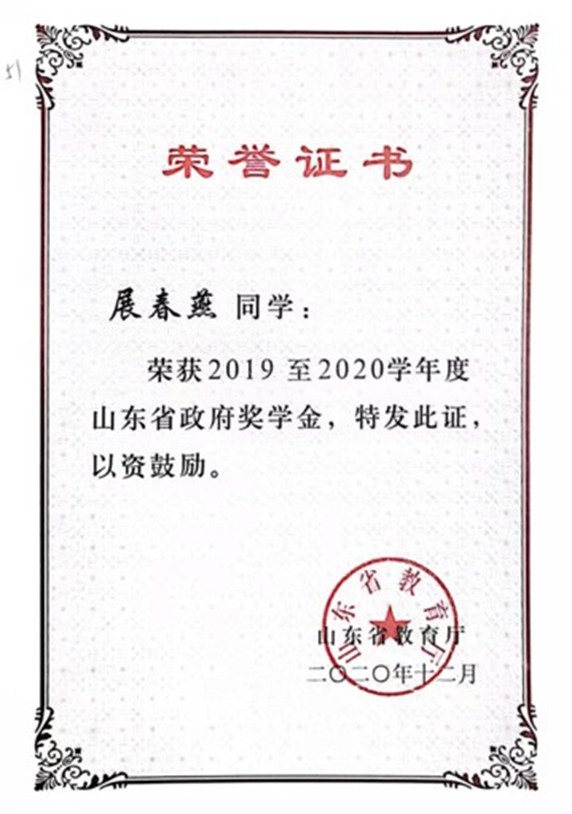 荣誉证书
展春燕 同学：
荣获2019 至2020学年度
山东省政府奖学金，特发此证，
以资鼓励。
山东省教育厅
山东省教育厅
二〇二〇年十二月